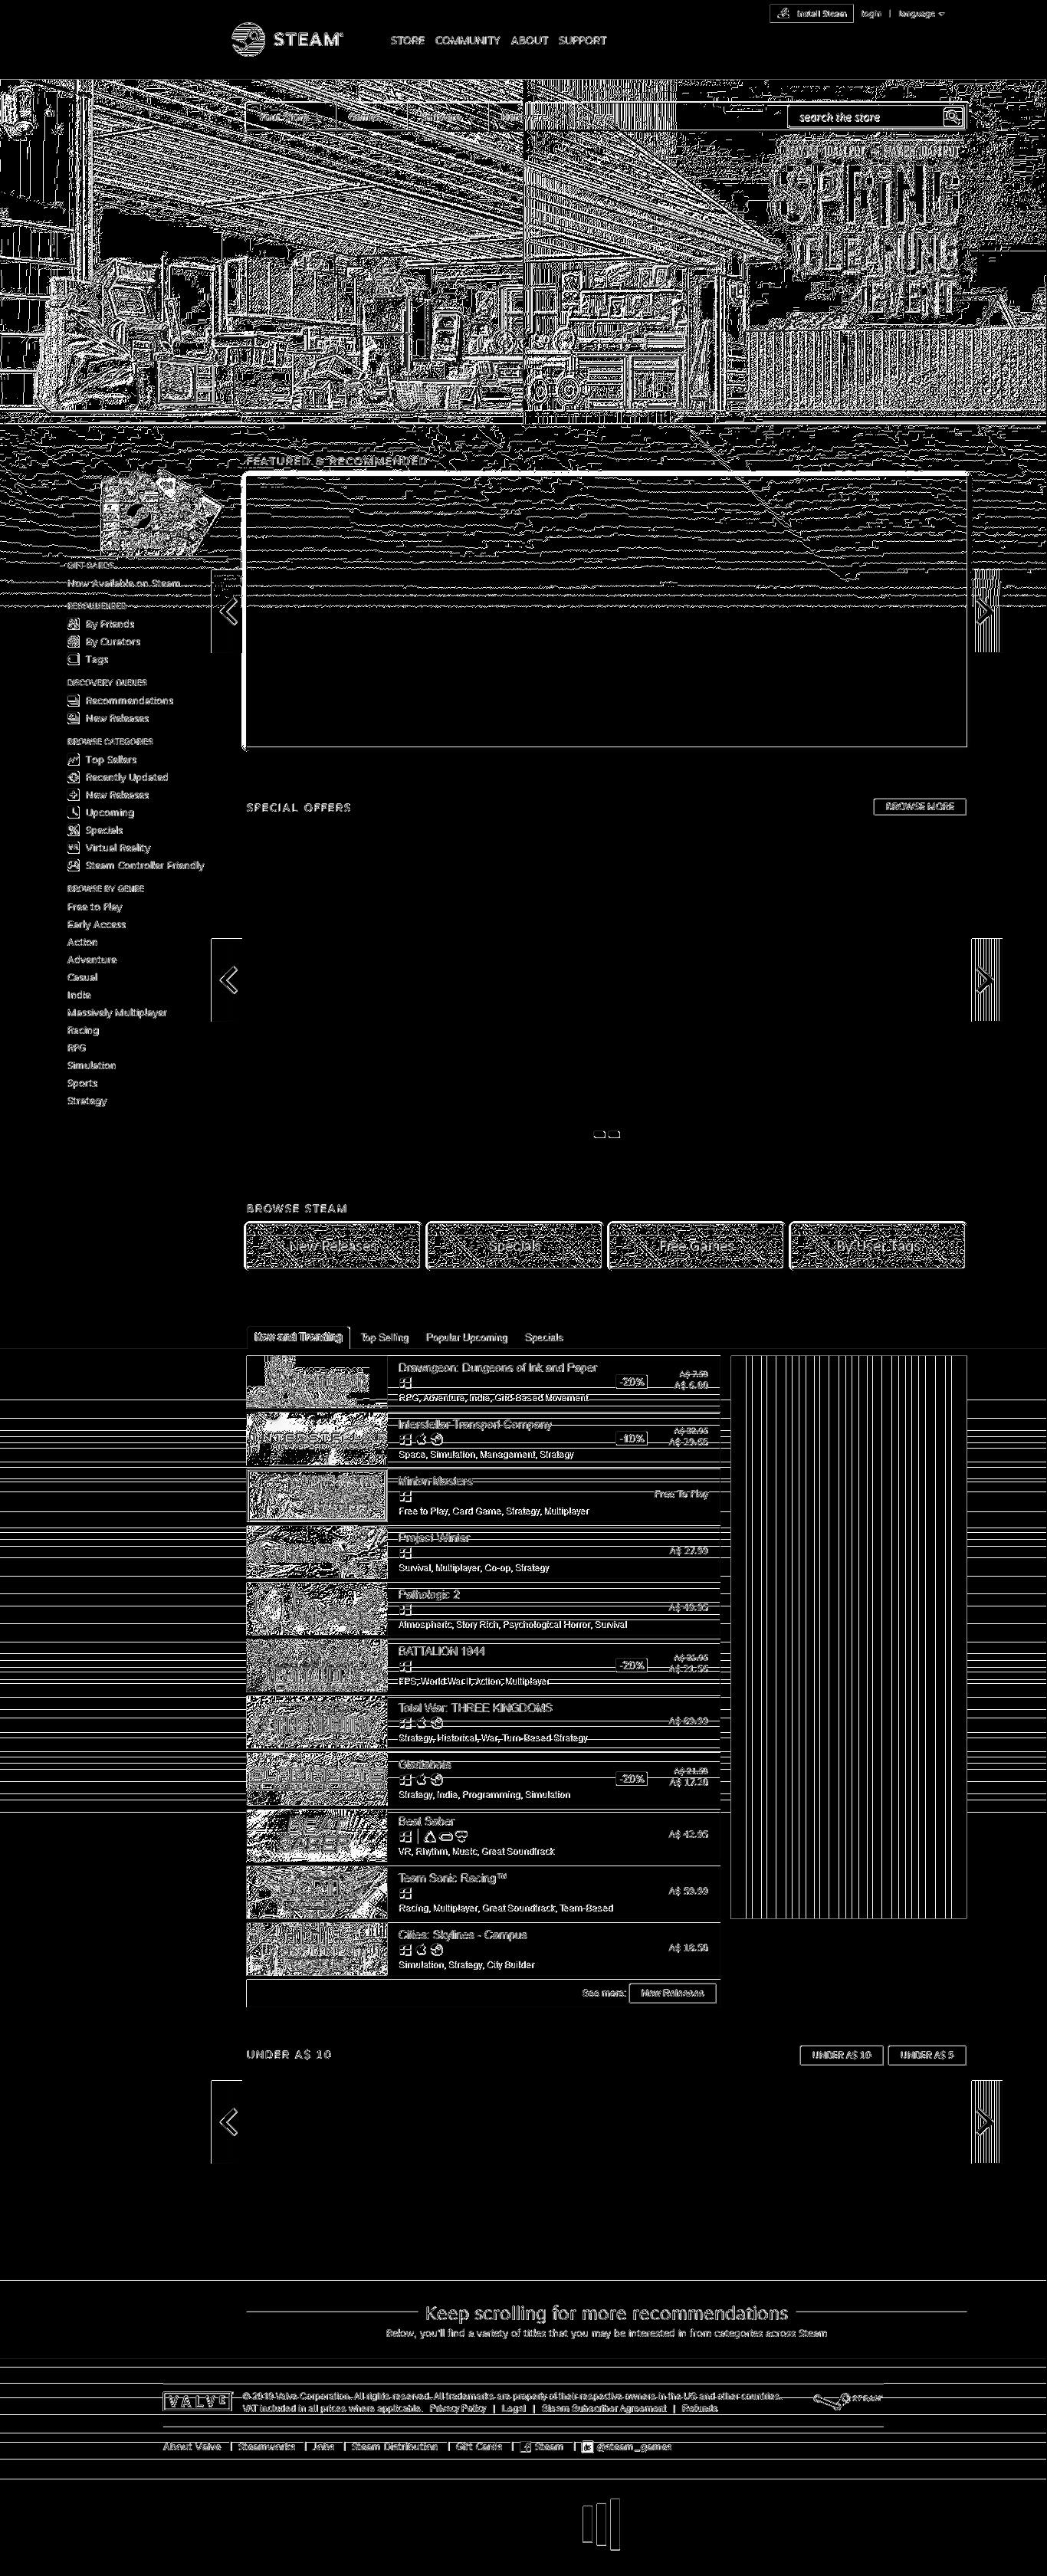 Install Steam login | language
STEAM® STORE COMMUNITY ABOUT SUPPORT
search the store
SPRING
CLEANING
EVENT
FEATURED & RECOMMENDED
GIFT CARDS
Now Available on Steam
RECOMMENDED
By Friends
By Curators
Tags
DISCOVERY QUEUES
Recommendations
New Releases
BROWSE CATEGORIES
Top Sellers
Recently Updated
New Releases
Upcoming
Specials
Virtual Reality
Steam Controller Friendly
BROWSE BY GENRE
Free to Play
Early Access
Action
Adventure
Casual
Indie
Massively Multiplayer
Racing
RPG
Simulation
Sports
Strategy
SPECIAL OFFERS BROWSE MORE
BROWSE STEAM
New Releases Specials Free Games By User Tags
New and Trending Top Selling Popular Upcoming Specials
Drawngeon: Dungeons of Ink and Paper
-20% A$ 7.50 A$ 6.00
RPG, Adventure, Indie, Grid-Based Movement
Interstellar Transport Company
-10% A$ 32.95 A$ 29.65
Space, Simulation, Management, Strategy
Minion Masters
Free To Play
Free to Play, Card Game, Strategy, Multiplayer
Project Winter
A$ 27.99
Survival, Multiplayer, Co-op, Strategy
Pathologic 2
A$ 49.95
Atmospheric, Story Rich, Psychological Horror, Survival
BATTALION 1944
-20%
FPS, World War II, Action, Multiplayer
Total War: THREE KINGDOMS
A$ 89.99
Strategy, Historical, War, Turn-Based Strategy
Gladiabots
-20% A$ 21.50 A$ 17.20
Strategy, Indie, Programming, Simulation
Beat Saber
A$ 42.95
VR, Rhythm, Music, Great Soundtrack
Team Sonic Racing™
A$ 59.99
Racing, Multiplayer, Great Soundtrack, Team-Based
Cities: Skylines - Campus
A$ 18.50
Simulation, Strategy, City Builder
See more: New Releases
UNDER A$ 10 UNDER A$ 10 UNDER A$ 5
Keep scrolling for more recommendations
Below, you'll find a variety of titles that you may be interested in from categories across Steam
VALVE © 2019 Valve Corporation. All rights reserved. All trademarks are property of their respective owners in the US and other countries. STEAM
VAT included in all prices where applicable. Privacy Policy | Legal | Steam Subscriber Agreement | Refunds
About Valve | Steamworks | Jobs | Steam Distribution | Gift Cards | Steam | @steam_games